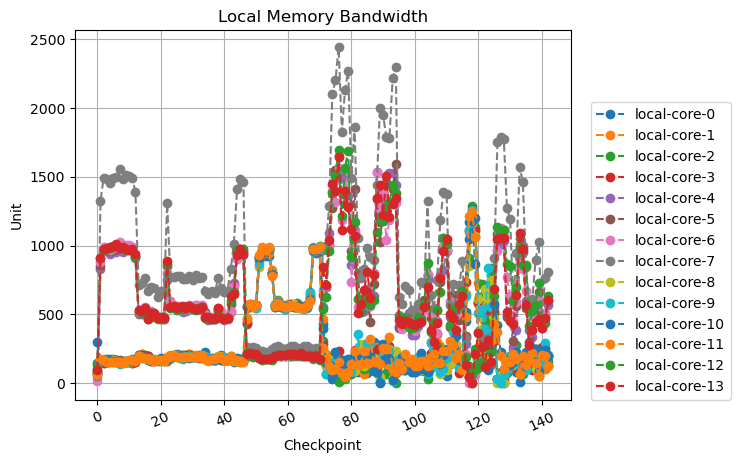 Local Memory Bandwidth
Unit
2500
2000
1500
1000
500
0
0
20
40
60
80
100
120
140
Checkpoint
local-core-0
local-core-1
local-core-2
local-core-3
local-core-4
local-core-5
local-core-6
local-core-7
local-core-8
local-core-9
local-core-10
local-core-11
local-core-12
local-core-13